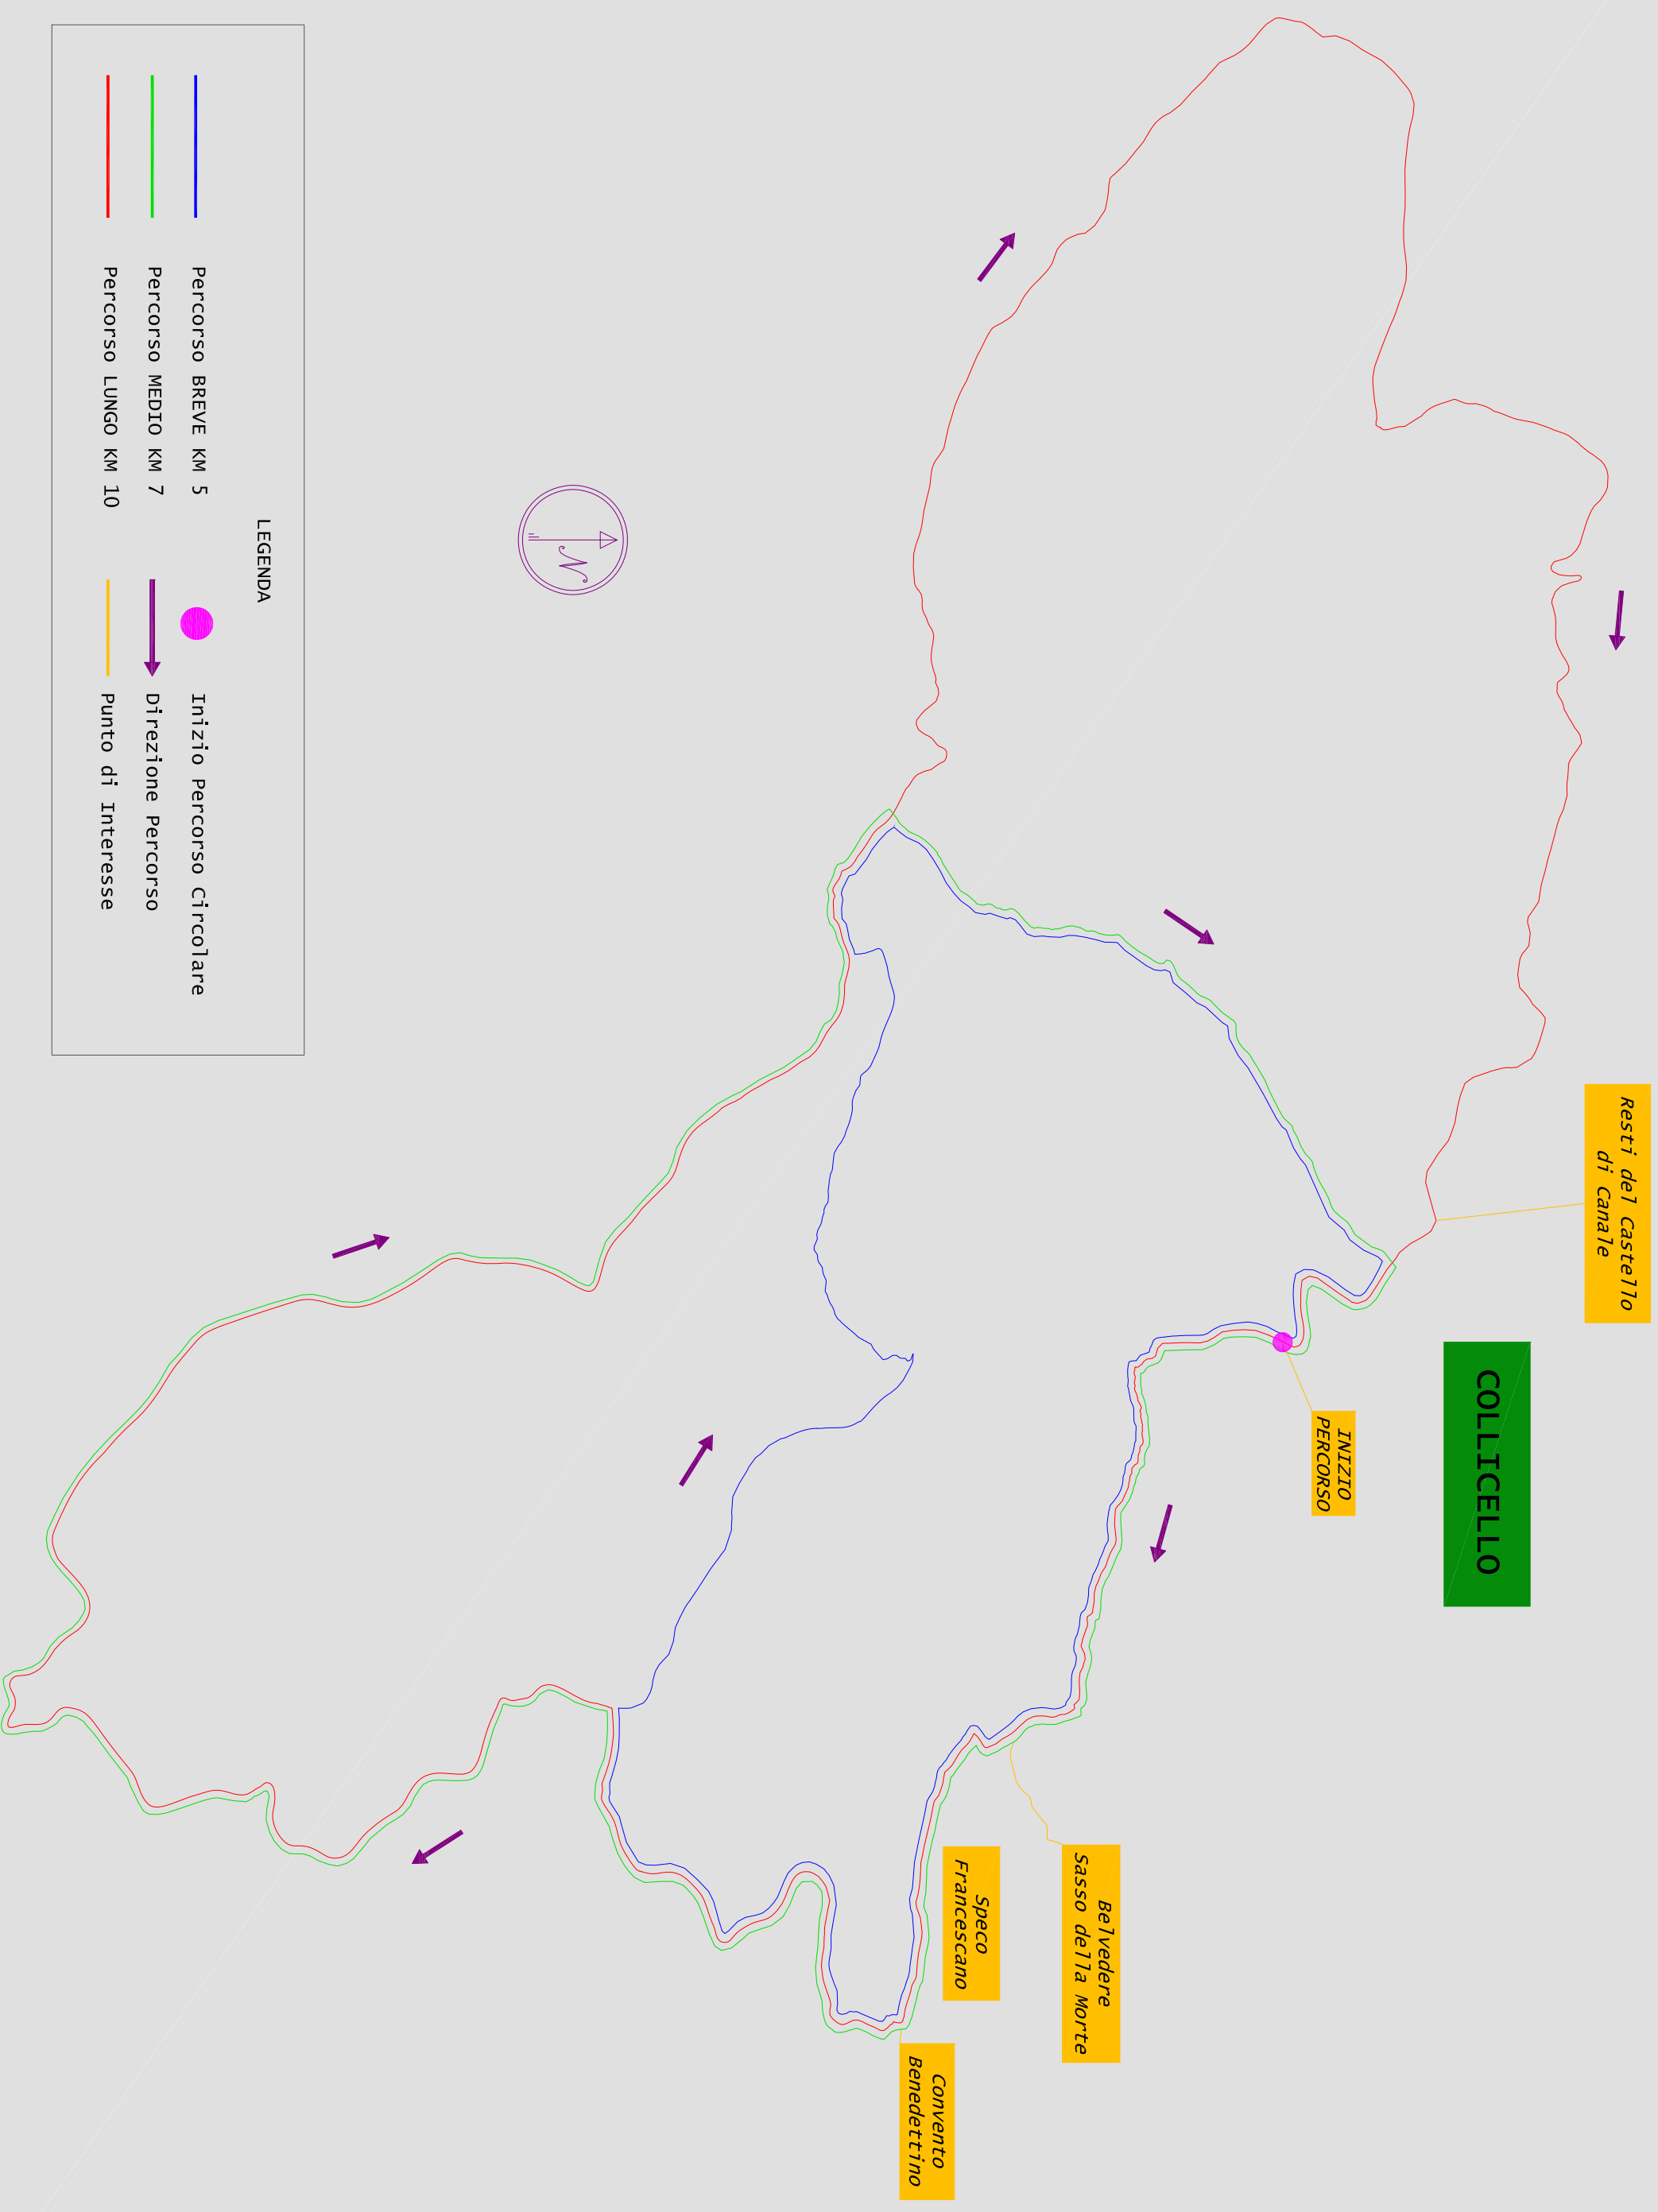 Resti del Castello
di Canale
COLLICELLO
INIZIO
PERCORSO
Belvedere
Sasso della Morte
Speco
Francescano
Convento
Benedettino
N
LEGENDA
Percorso BREVE KM 5
Inizio Percorso Circolare
Percorso MEDIO KM 7
Direzione Percorso
Percorso LUNGO KM 10
Punto di Interesse